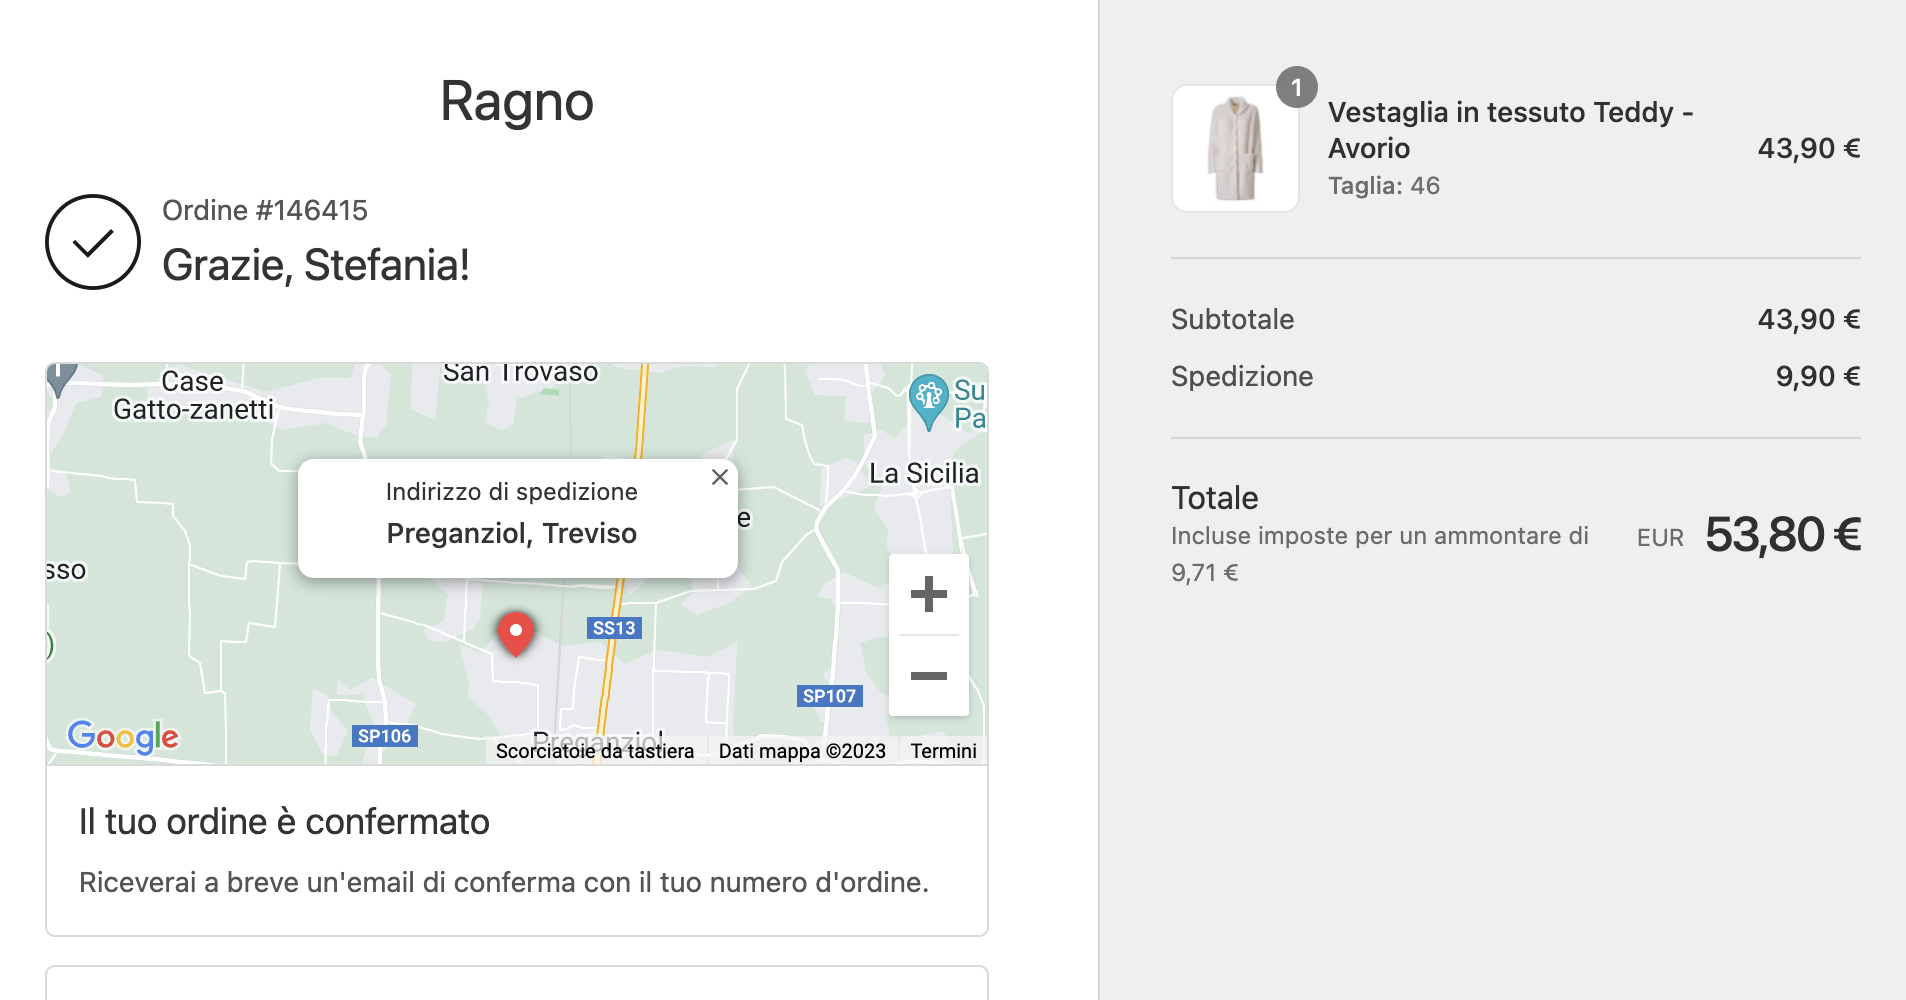 Ragno
Ordine #146415
Grazie, Stefania!
Case
Gatto-zanetti
San Trovaso
Su
Pa
La Sicilia
Indirizzo di spedizione
Preganziol, Treviso
e
sso
SS13
SP107
SP106
Google
Preganziol
Scorciatoie da tastiera
Dati mappa ©2023
Termini
Il tuo ordine è confermato
Riceverai a breve un'email di conferma con il tuo numero d'ordine.
1
Vestaglia in tessuto Teddy -
Avorio
Taglia: 46
43,90 €
Subtotale 43,90 €
Spedizione 9,90 €
Totale
Incluse imposte per un ammontare di
9,71 €
EUR 53,80 €